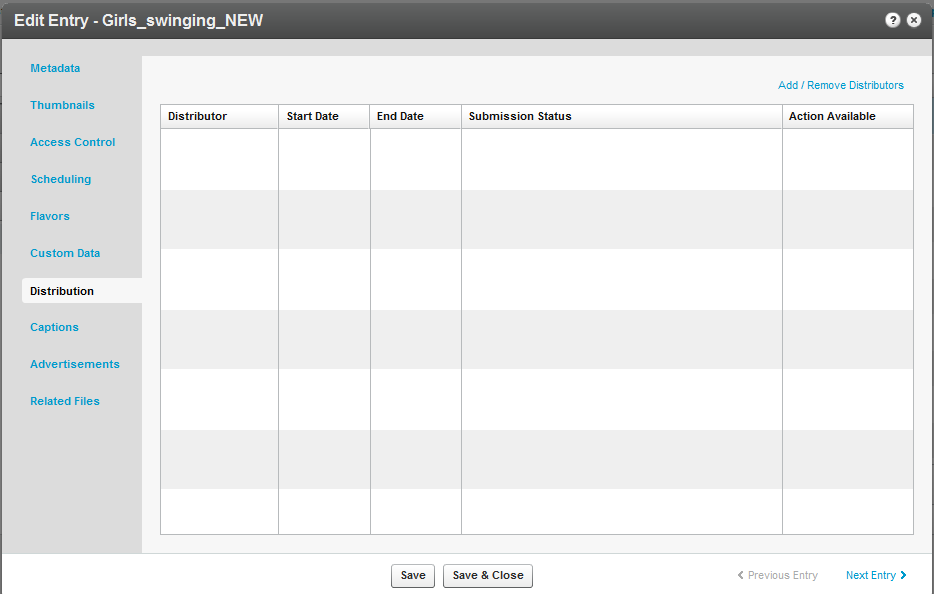 Edit Entry - Girls_swinging_NEW
?
Metadata
Thumbnails
Access Control
Scheduling
Flavors
Custom Data
Distribution
Captions
Advertisements
Related Files
Add / Remove Distributors
Distributor Start Date End Date Submission Status Action Available
Save Save & Close Previous Entry Next Entry